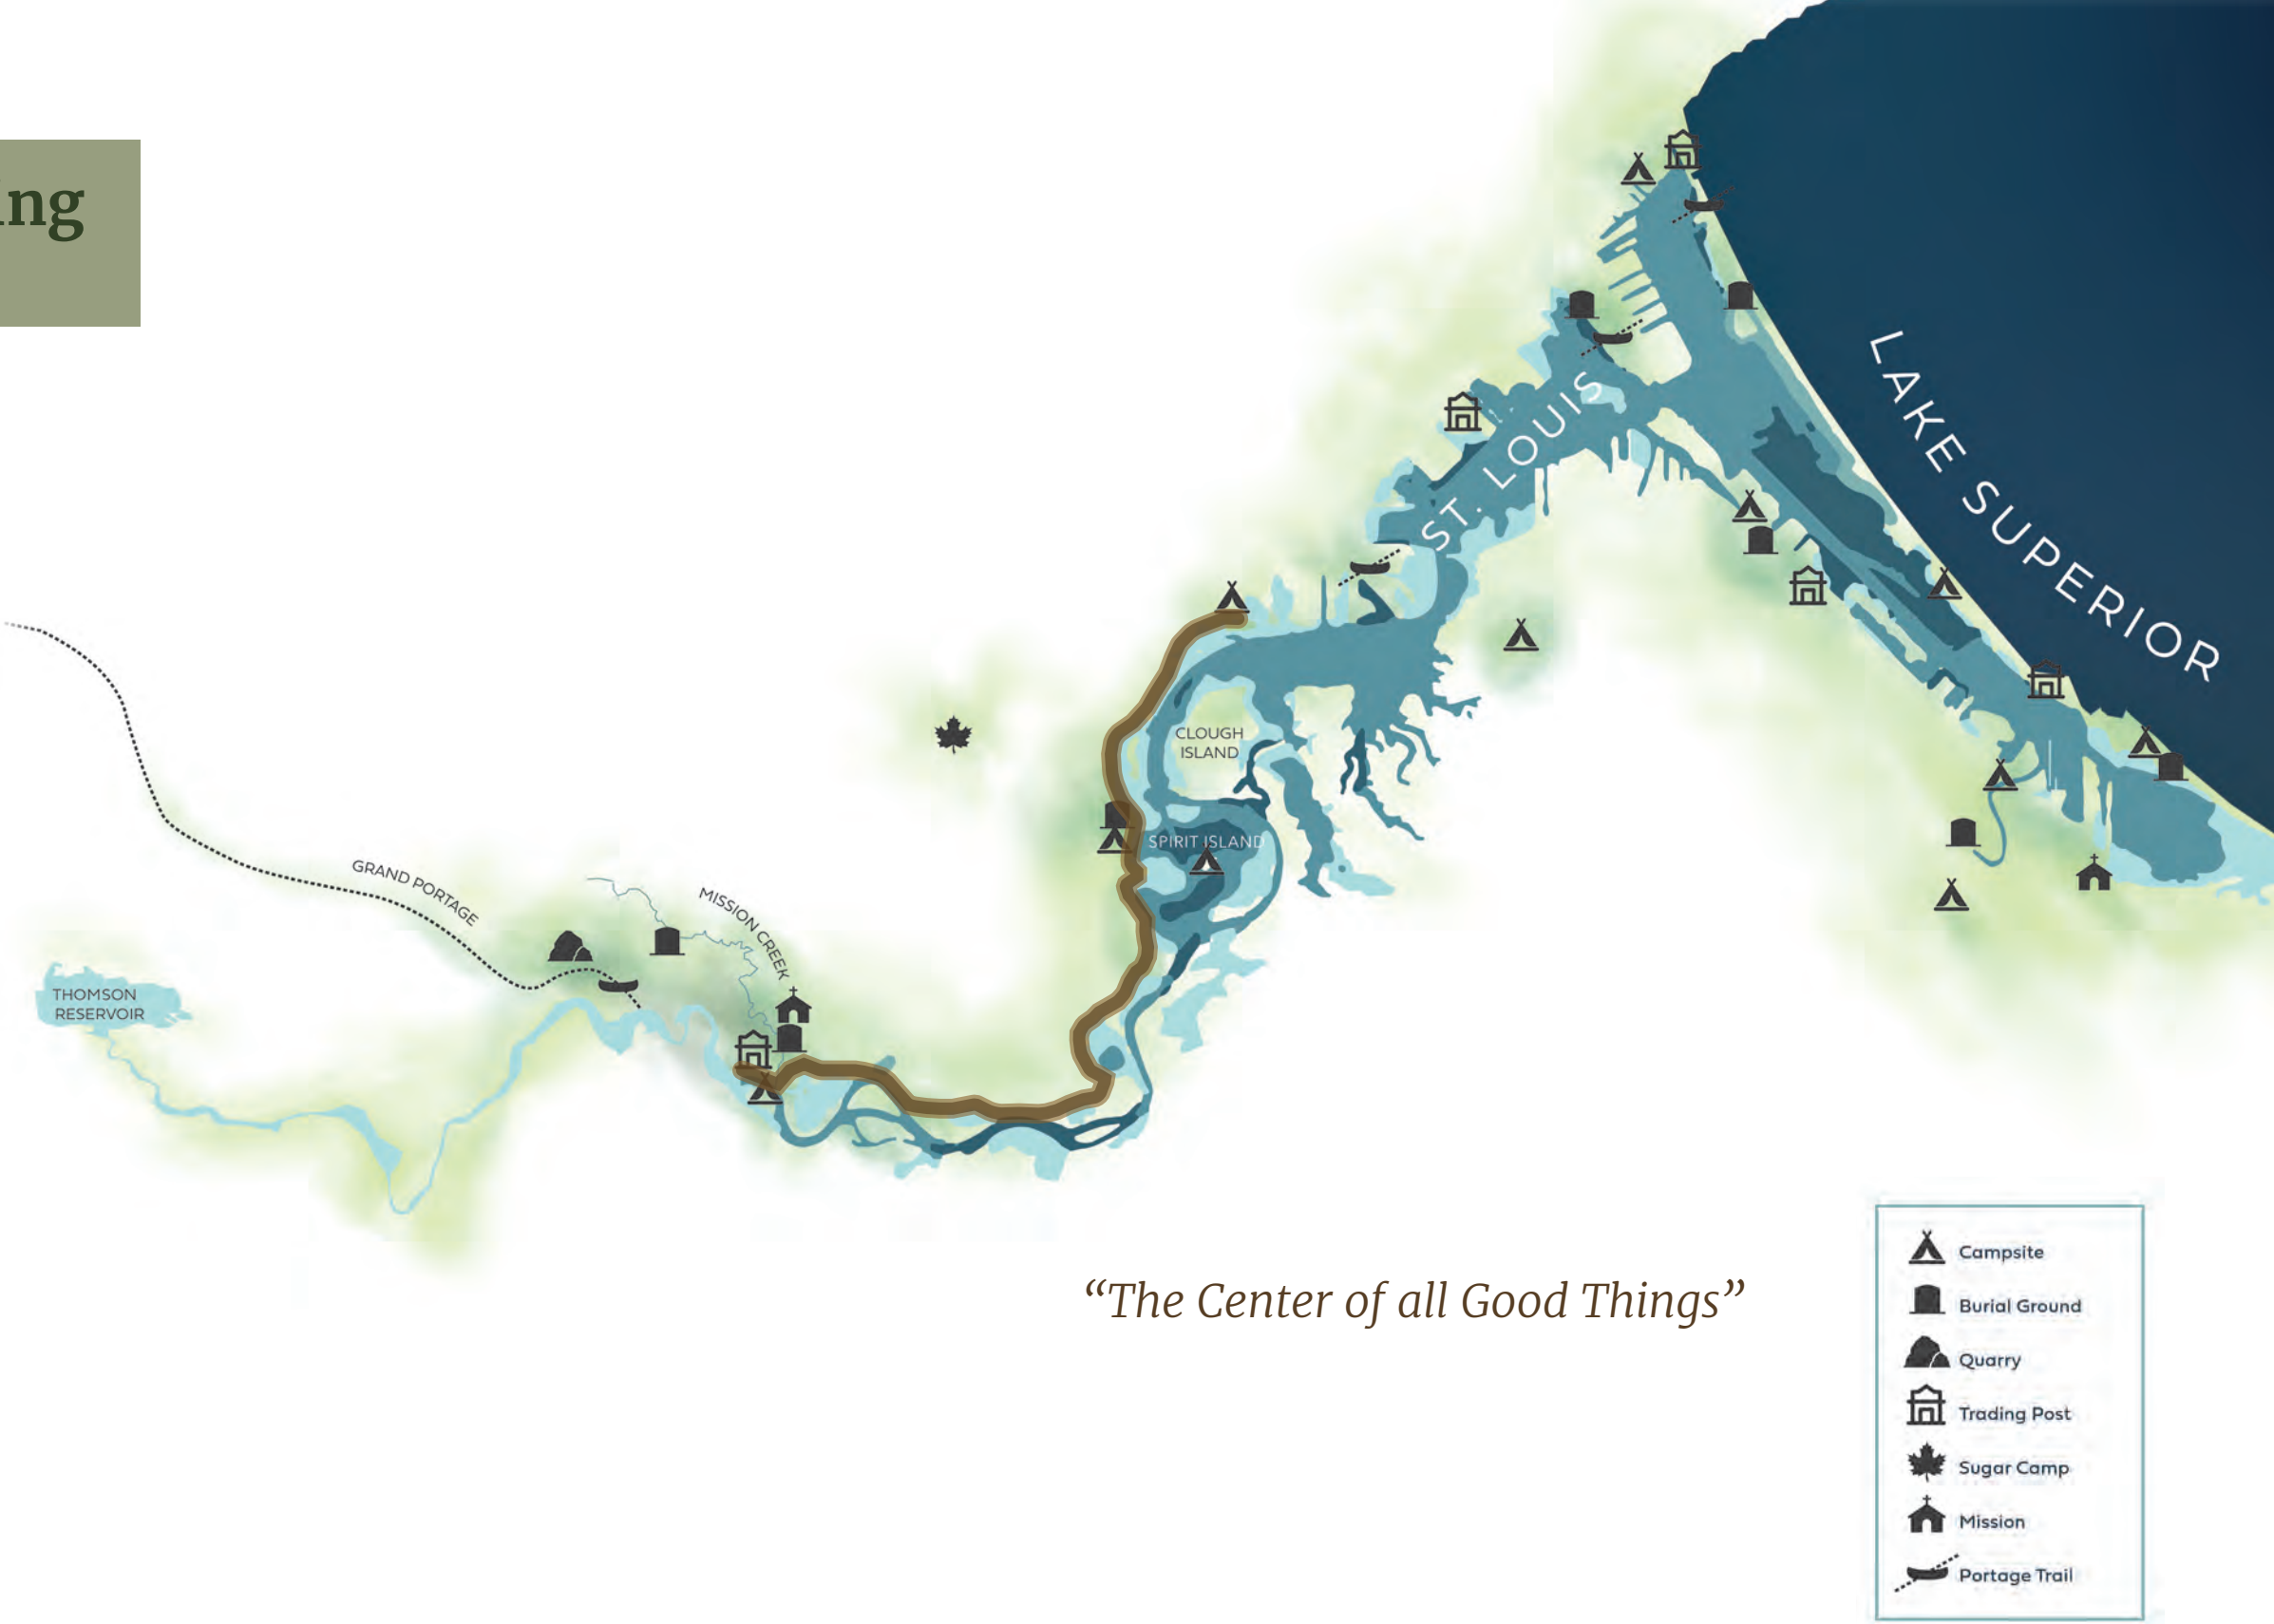 ing
LAKE SUPERIOR
ST. LOUIS
CLOUGH
ISLAND
SPIRIT ISLAND
GRAND PORTAGE
MISSION CREEK
THOMSON
RESERVOIR
“The Center of all Good Things”
Campsite
Burial Ground
Quarry
Trading Post
Sugar Camp
Mission
Portage Trail